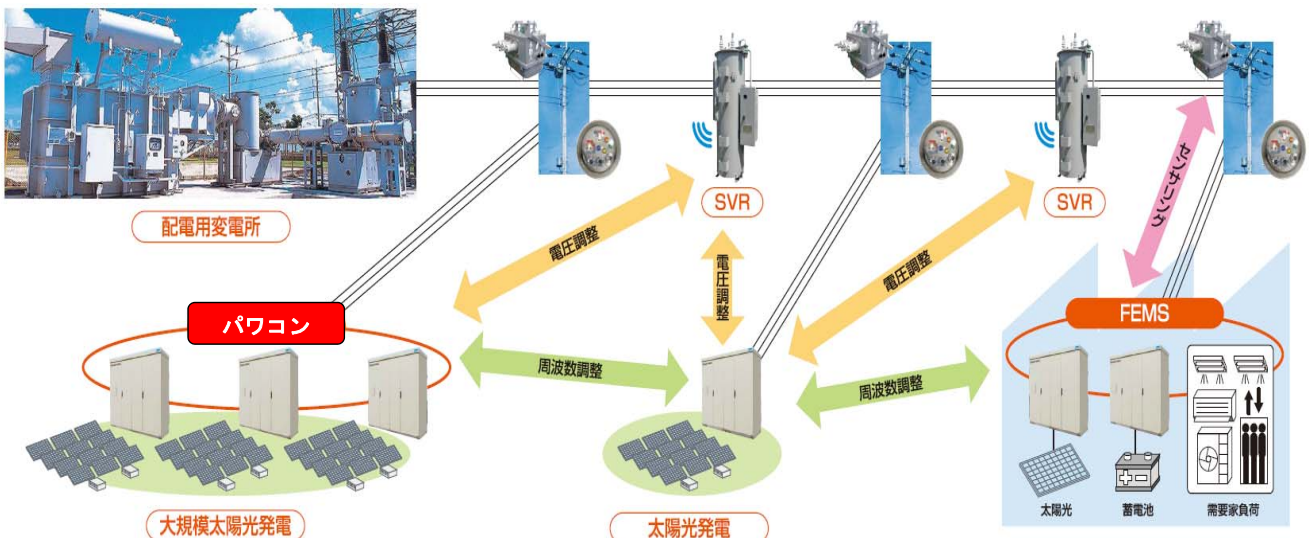 配電用変電所
SVR
SVR
センサリング
電圧調整
電圧調整
電圧調整
パワコン
FEMS
周波数調整
周波数調整
大規模太陽光発電
太陽光発電
太陽光
蓄電池
需要家負荷